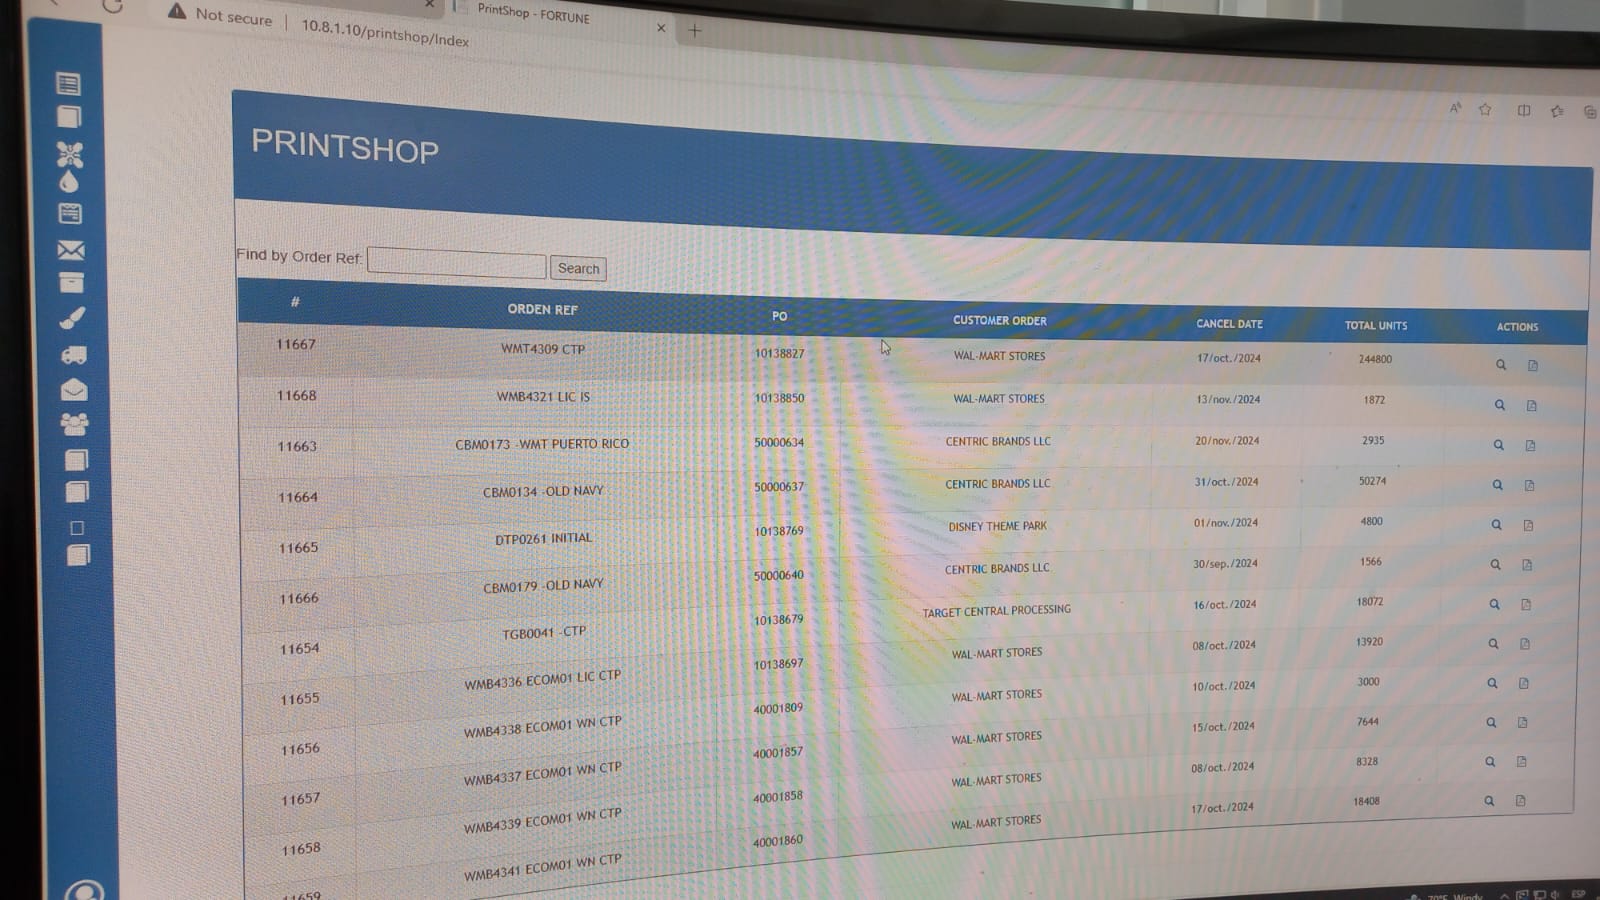 PrintShop - FORTUNE
Not secure 10.8.1.10/printshop/Index
PRINTSHOP
Find by Order Ref: Search
# ORDEN REF PO CUSTOMER ORDER CANCEL DATE TOTAL UNITS ACTIONS
11667 WMT4309 CTP 10138827 WAL-MART STORES 17/oct./2024 244800
11668 WMB4321 LIC IS 10138850 WAL-MART STORES 13/nov./2024 1872
11663 CBM0173 -WMT PUERTO RICO 50000634 CENTRIC BRANDS LLC 20/nov./2024 2935
11664 CBM0134 -OLD NAVY 50000637 CENTRIC BRANDS LLC 31/oct./2024 50274
11665 DTP0261 INITIAL 10138769 DISNEY THEME PARK 01/nov./2024 4800
11666 CBM0179 -OLD NAVY 50000640 CENTRIC BRANDS LLC 30/sep./2024 1566
11654 TGB0041 -CTP 10138679 TARGET CENTRAL PROCESSING 16/oct./2024 18072
11655 WMB4336 ECOM01 LIC CTP 10138697 WAL-MART STORES 08/oct./2024 13920
11656 WMB4338 ECOM01 WN CTP 40001809 WAL-MART STORES 10/oct./2024 3000
11657 WMB4337 ECOM01 WN CTP 40001857 WAL-MART STORES 15/oct./2024 7644
11658 WMB4339 ECOM01 WN CTP 40001858 WAL-MART STORES 08/oct./2024 8328
11659 WMB4341 ECOM01 WN CTP 40001860 WAL-MART STORES 17/oct./2024 18408
70°F Windy ESP